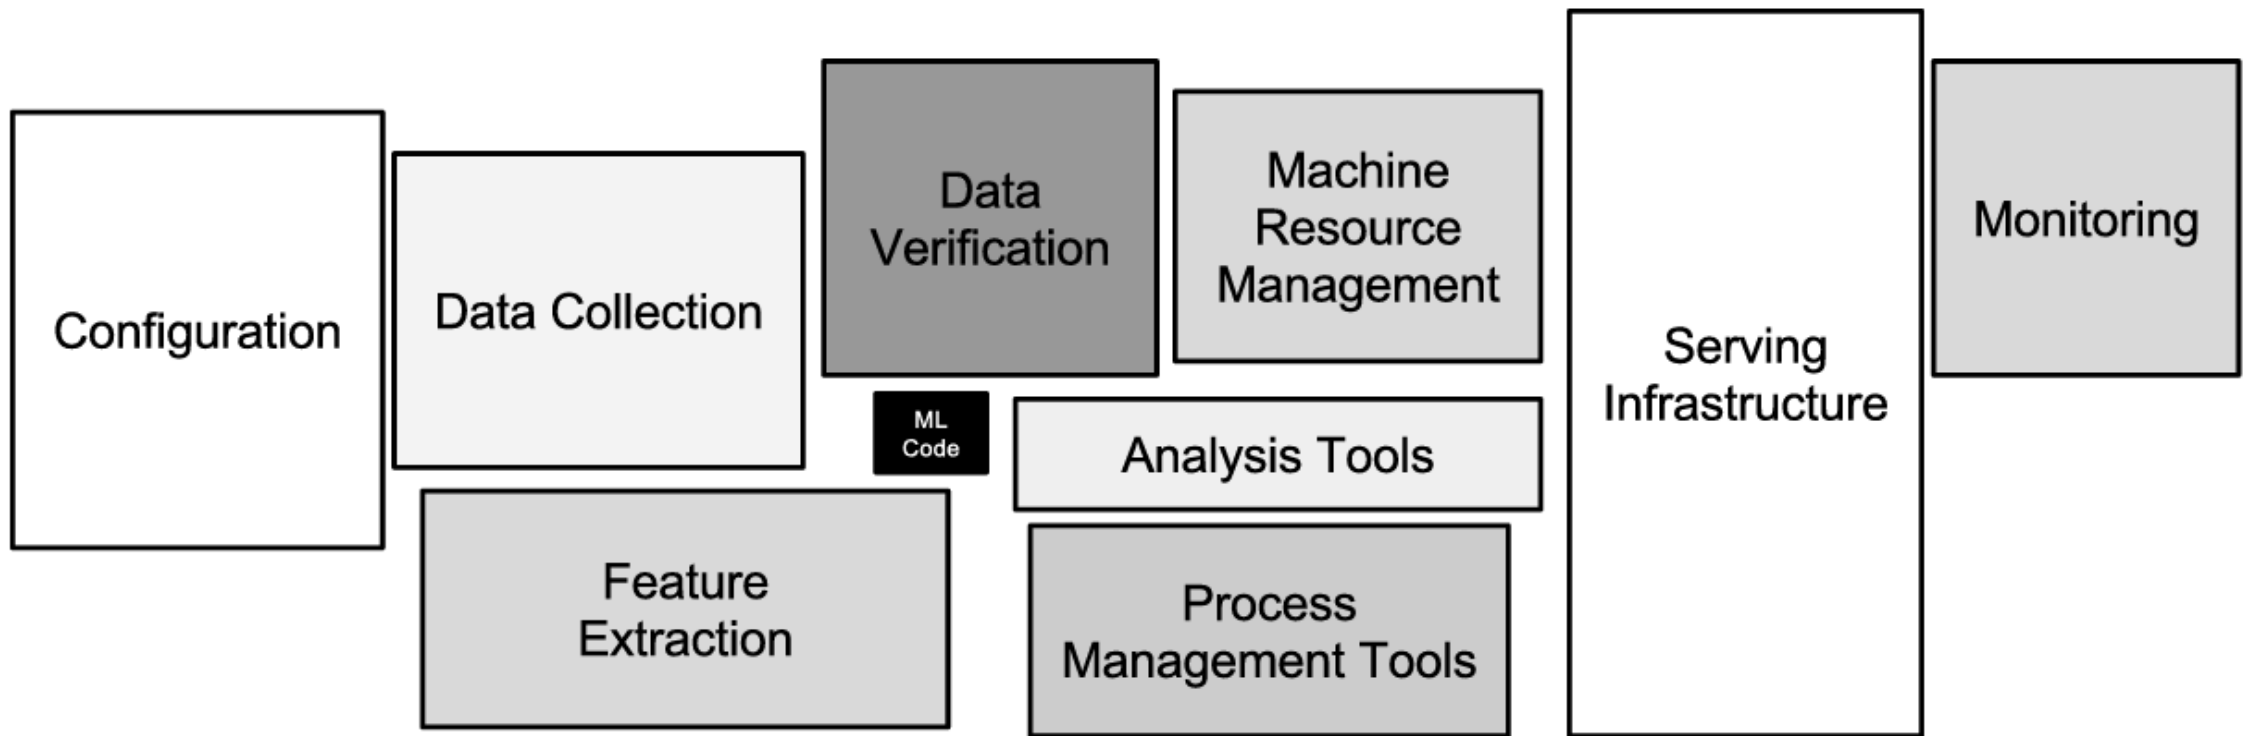 Configuration
Data Collection
Feature
Extraction
Data
Verification
ML
Code
Machine
Resource
Management
Analysis Tools
Process
Management Tools
Serving
Infrastructure
Monitoring